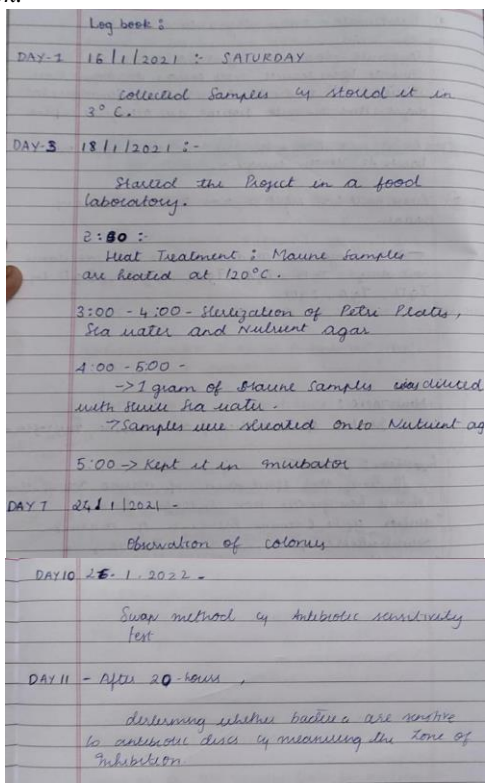 Log book :
DAY-1 16/1/2021 :- SATURDAY
collected Samples & stored it in
3° C.
DAY-3 18/1/2021 :-
Started the Project in a food
laboratory.
2:30 :-
Heat Treatment : Marine Samples
are heated at 120°C.
3:00 - 4:00 - Sterlization of Petri Plates,
Sea water and Nutrient agar
4:00 - 5:00 -
-> 1 gram of Marine Samples was diluted
with Sea water.
-> Samples were streaked onto Nutrient ag
5:00 -> Kept it in incubator
DAY 7 24/1/2021 -
Observation of colonies
DAY 10 25.1.2022 -
Swap method & Antibiotic sensitivity
test
DAY 11 - After 20-hours,
determing whether bacteria are sensitive
to antibiotic discs & measuring the Zone of
Inhibition.